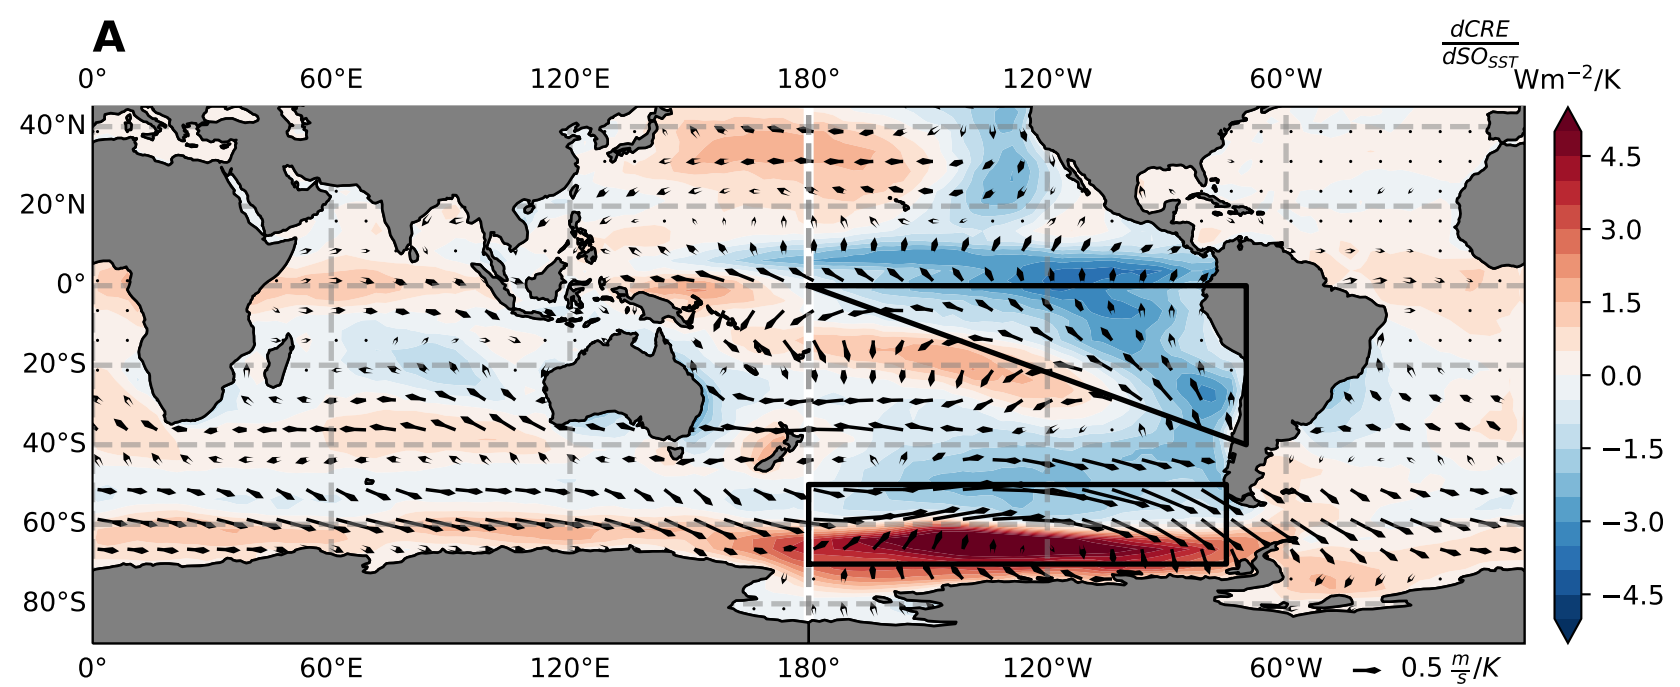 A
dCRE
dSO_SST
Wm⁻²/K
0° 60°E 120°E 180° 120°W 60°W
40°N
20°N
0°
20°S
40°S
60°S
80°S
4.5
3.0
1.5
0.0
−1.5
−3.0
−4.5
0° 60°E 120°E 180° 120°W 60°W
0.5 m/s /K